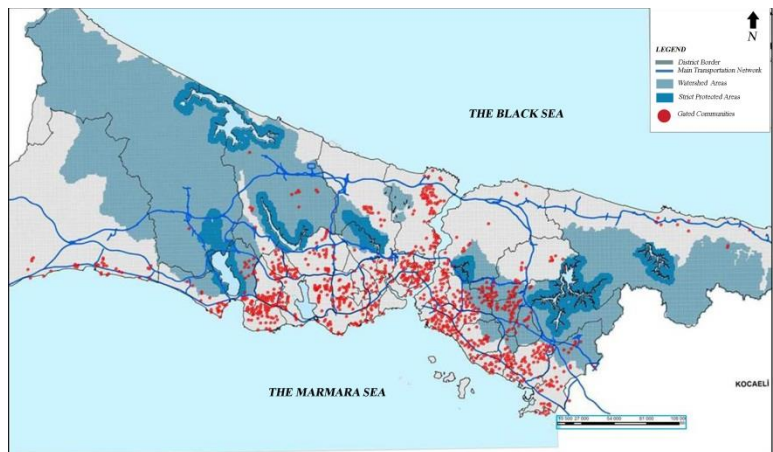 N
LEGEND
District Border
Main Transportation Network
Watershed Areas
Strict Protected Areas
Gated Communities
THE BLACK SEA
KOCAELİ
THE MARMARA SEA